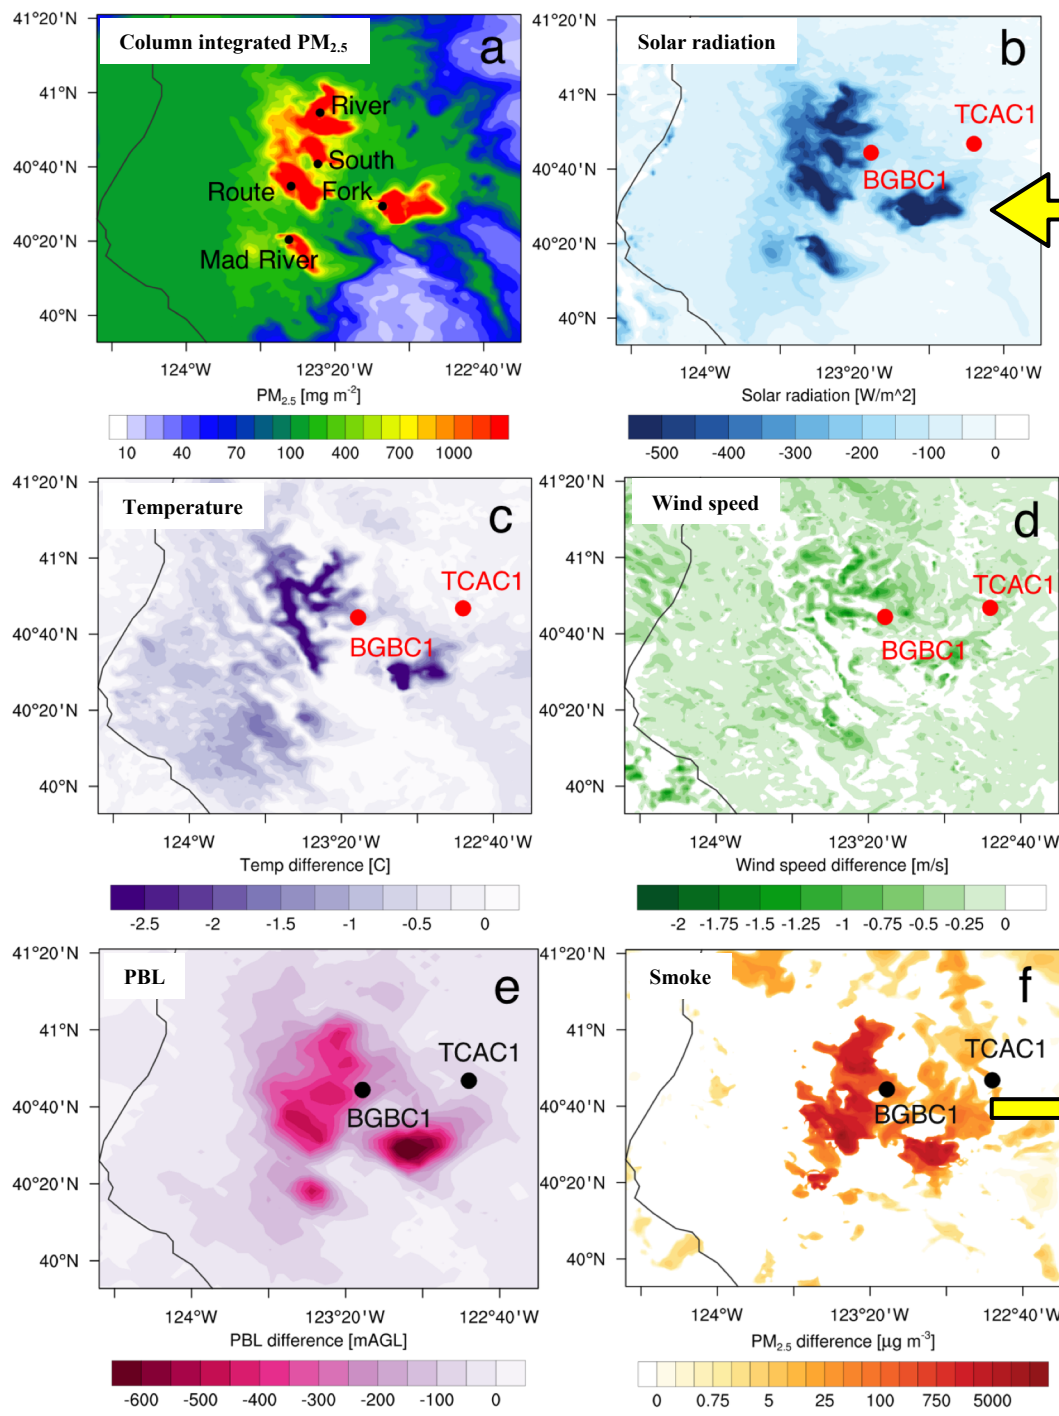 Column integrated PM2.5
a
41°20'N
41°N
40°40'N
40°20'N
40°N
River
South
Route
Fork
Mad River
124°W
123°20'W
122°40'W
PM2.5 [mg m-2]
10 40 70 100 400 700 1000
Solar radiation
b
41°20'N
41°N
40°40'N
40°20'N
40°N
TCAC1
BGBC1
124°W
123°20'W
122°40'W
Solar radiation [W/m^2]
-500 -400 -300 -200 -100 0
Temperature
c
41°20'N
41°N
40°40'N
40°20'N
40°N
TCAC1
BGBC1
124°W
123°20'W
122°40'W
Temp difference [C]
-2.5 -2 -1.5 -1 -0.5 0
Wind speed
d
41°20'N
41°N
40°40'N
40°20'N
40°N
TCAC1
BGBC1
124°W
123°20'W
122°40'W
Wind speed difference [m/s]
-2 -1.75 -1.5 -1.25 -1 -0.75 -0.5 -0.25 0
PBL
e
41°20'N
41°N
40°40'N
40°20'N
40°N
TCAC1
BGBC1
124°W
123°20'W
122°40'W
PBL difference [mAGL]
-600 -500 -400 -300 -200 -100 0
Smoke
f
41°20'N
41°N
40°40'N
40°20'N
40°N
TCAC1
BGBC1
124°W
123°20'W
122°40'W
PM2.5 difference [µg m-3]
0 0.75 5 25 100 750 5000